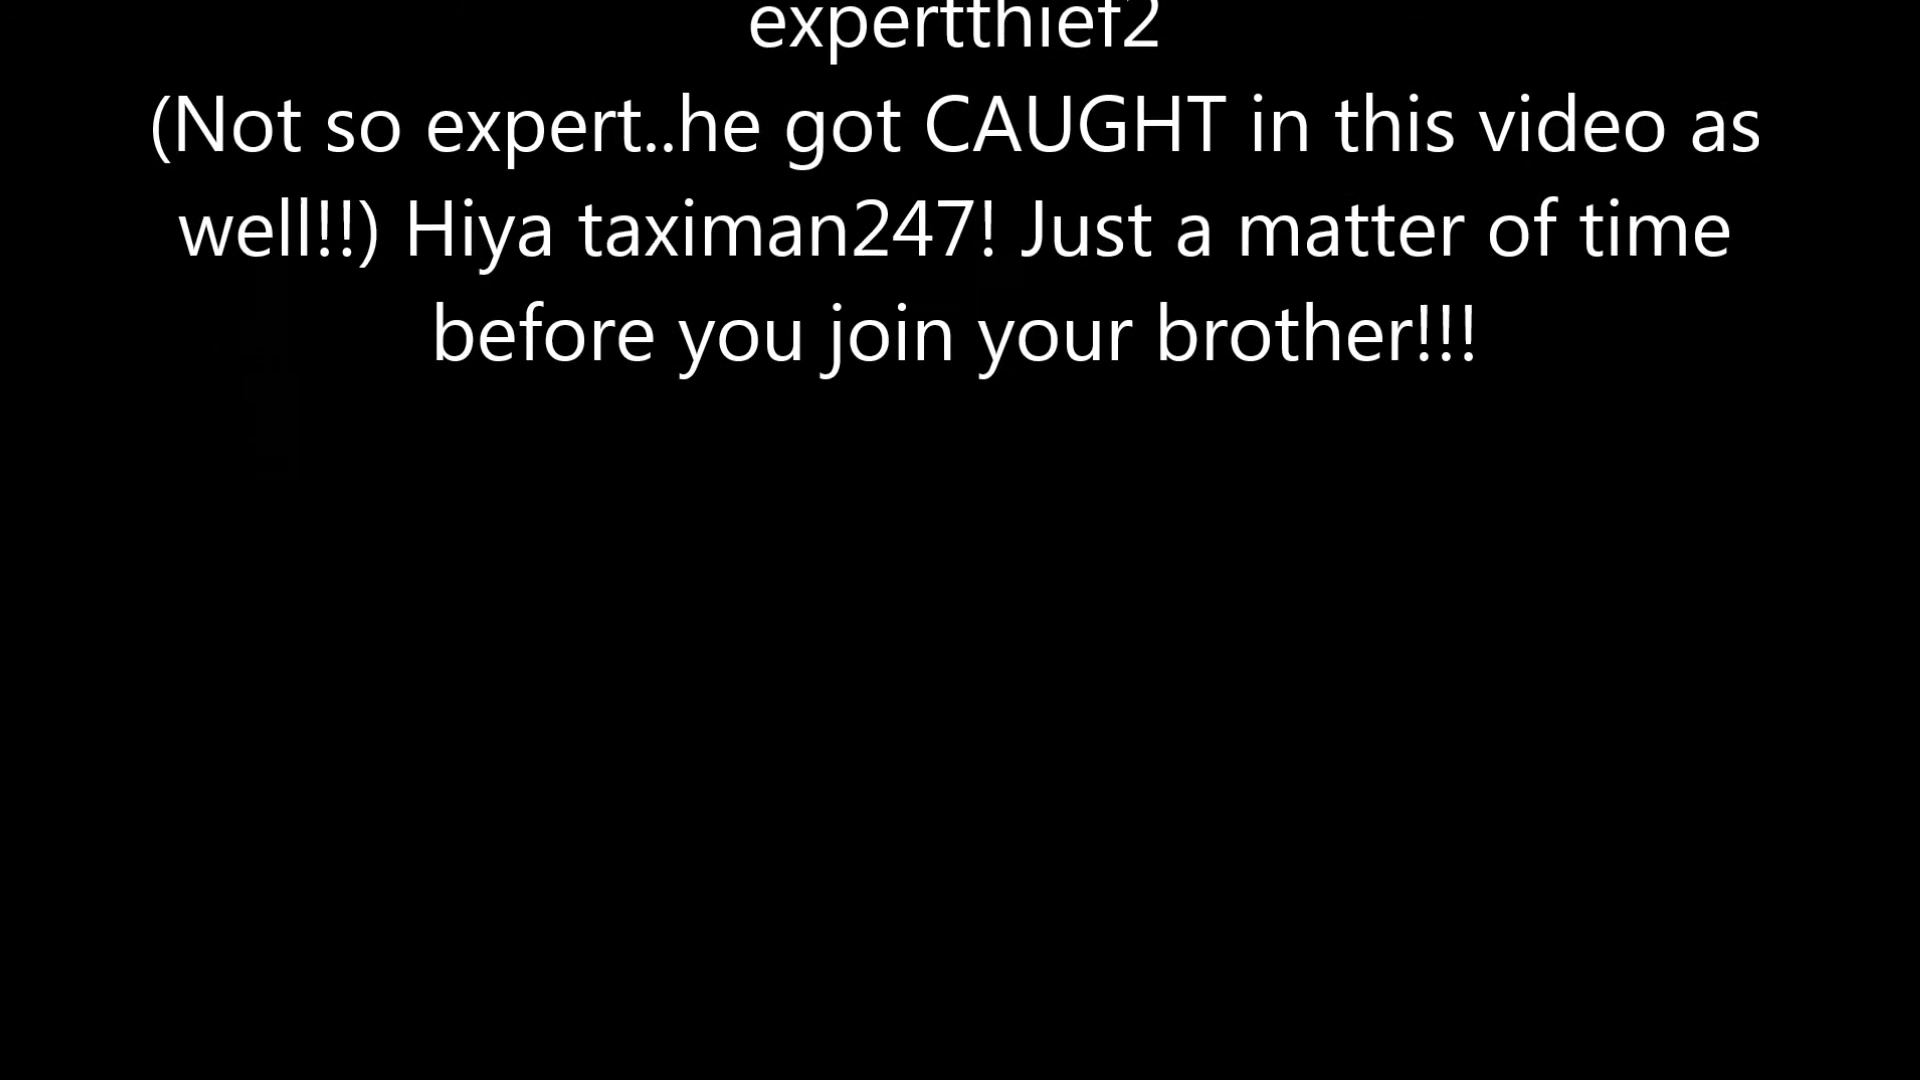 expertthief2
(Not so expert..he got CAUGHT in this video as
well!!) Hiya taximan247! Just a matter of time
before you join your brother!!!